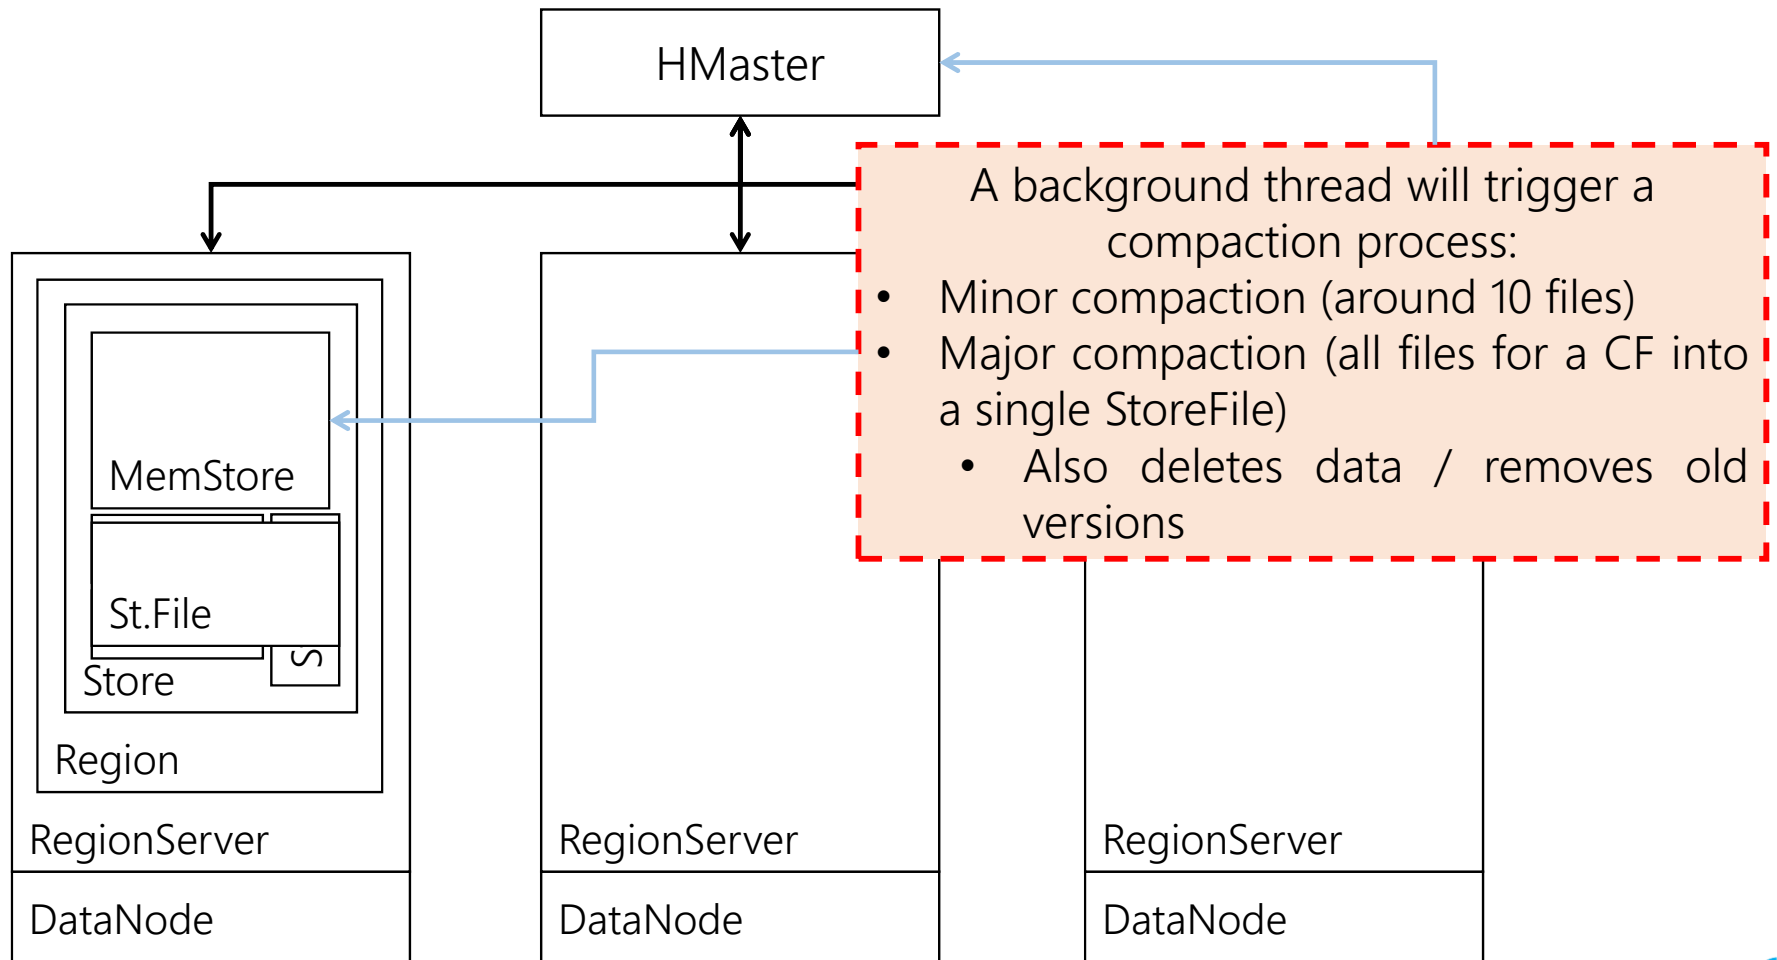 HMaster
A background thread will trigger a
compaction process:
• Minor compaction (around 10 files)
• Major compaction (all files for a CF into
a single StoreFile)
• Also deletes data / removes old
versions
MemStore
St.File
S
Store
Region
RegionServer
RegionServer
RegionServer
DataNode
DataNode
DataNode